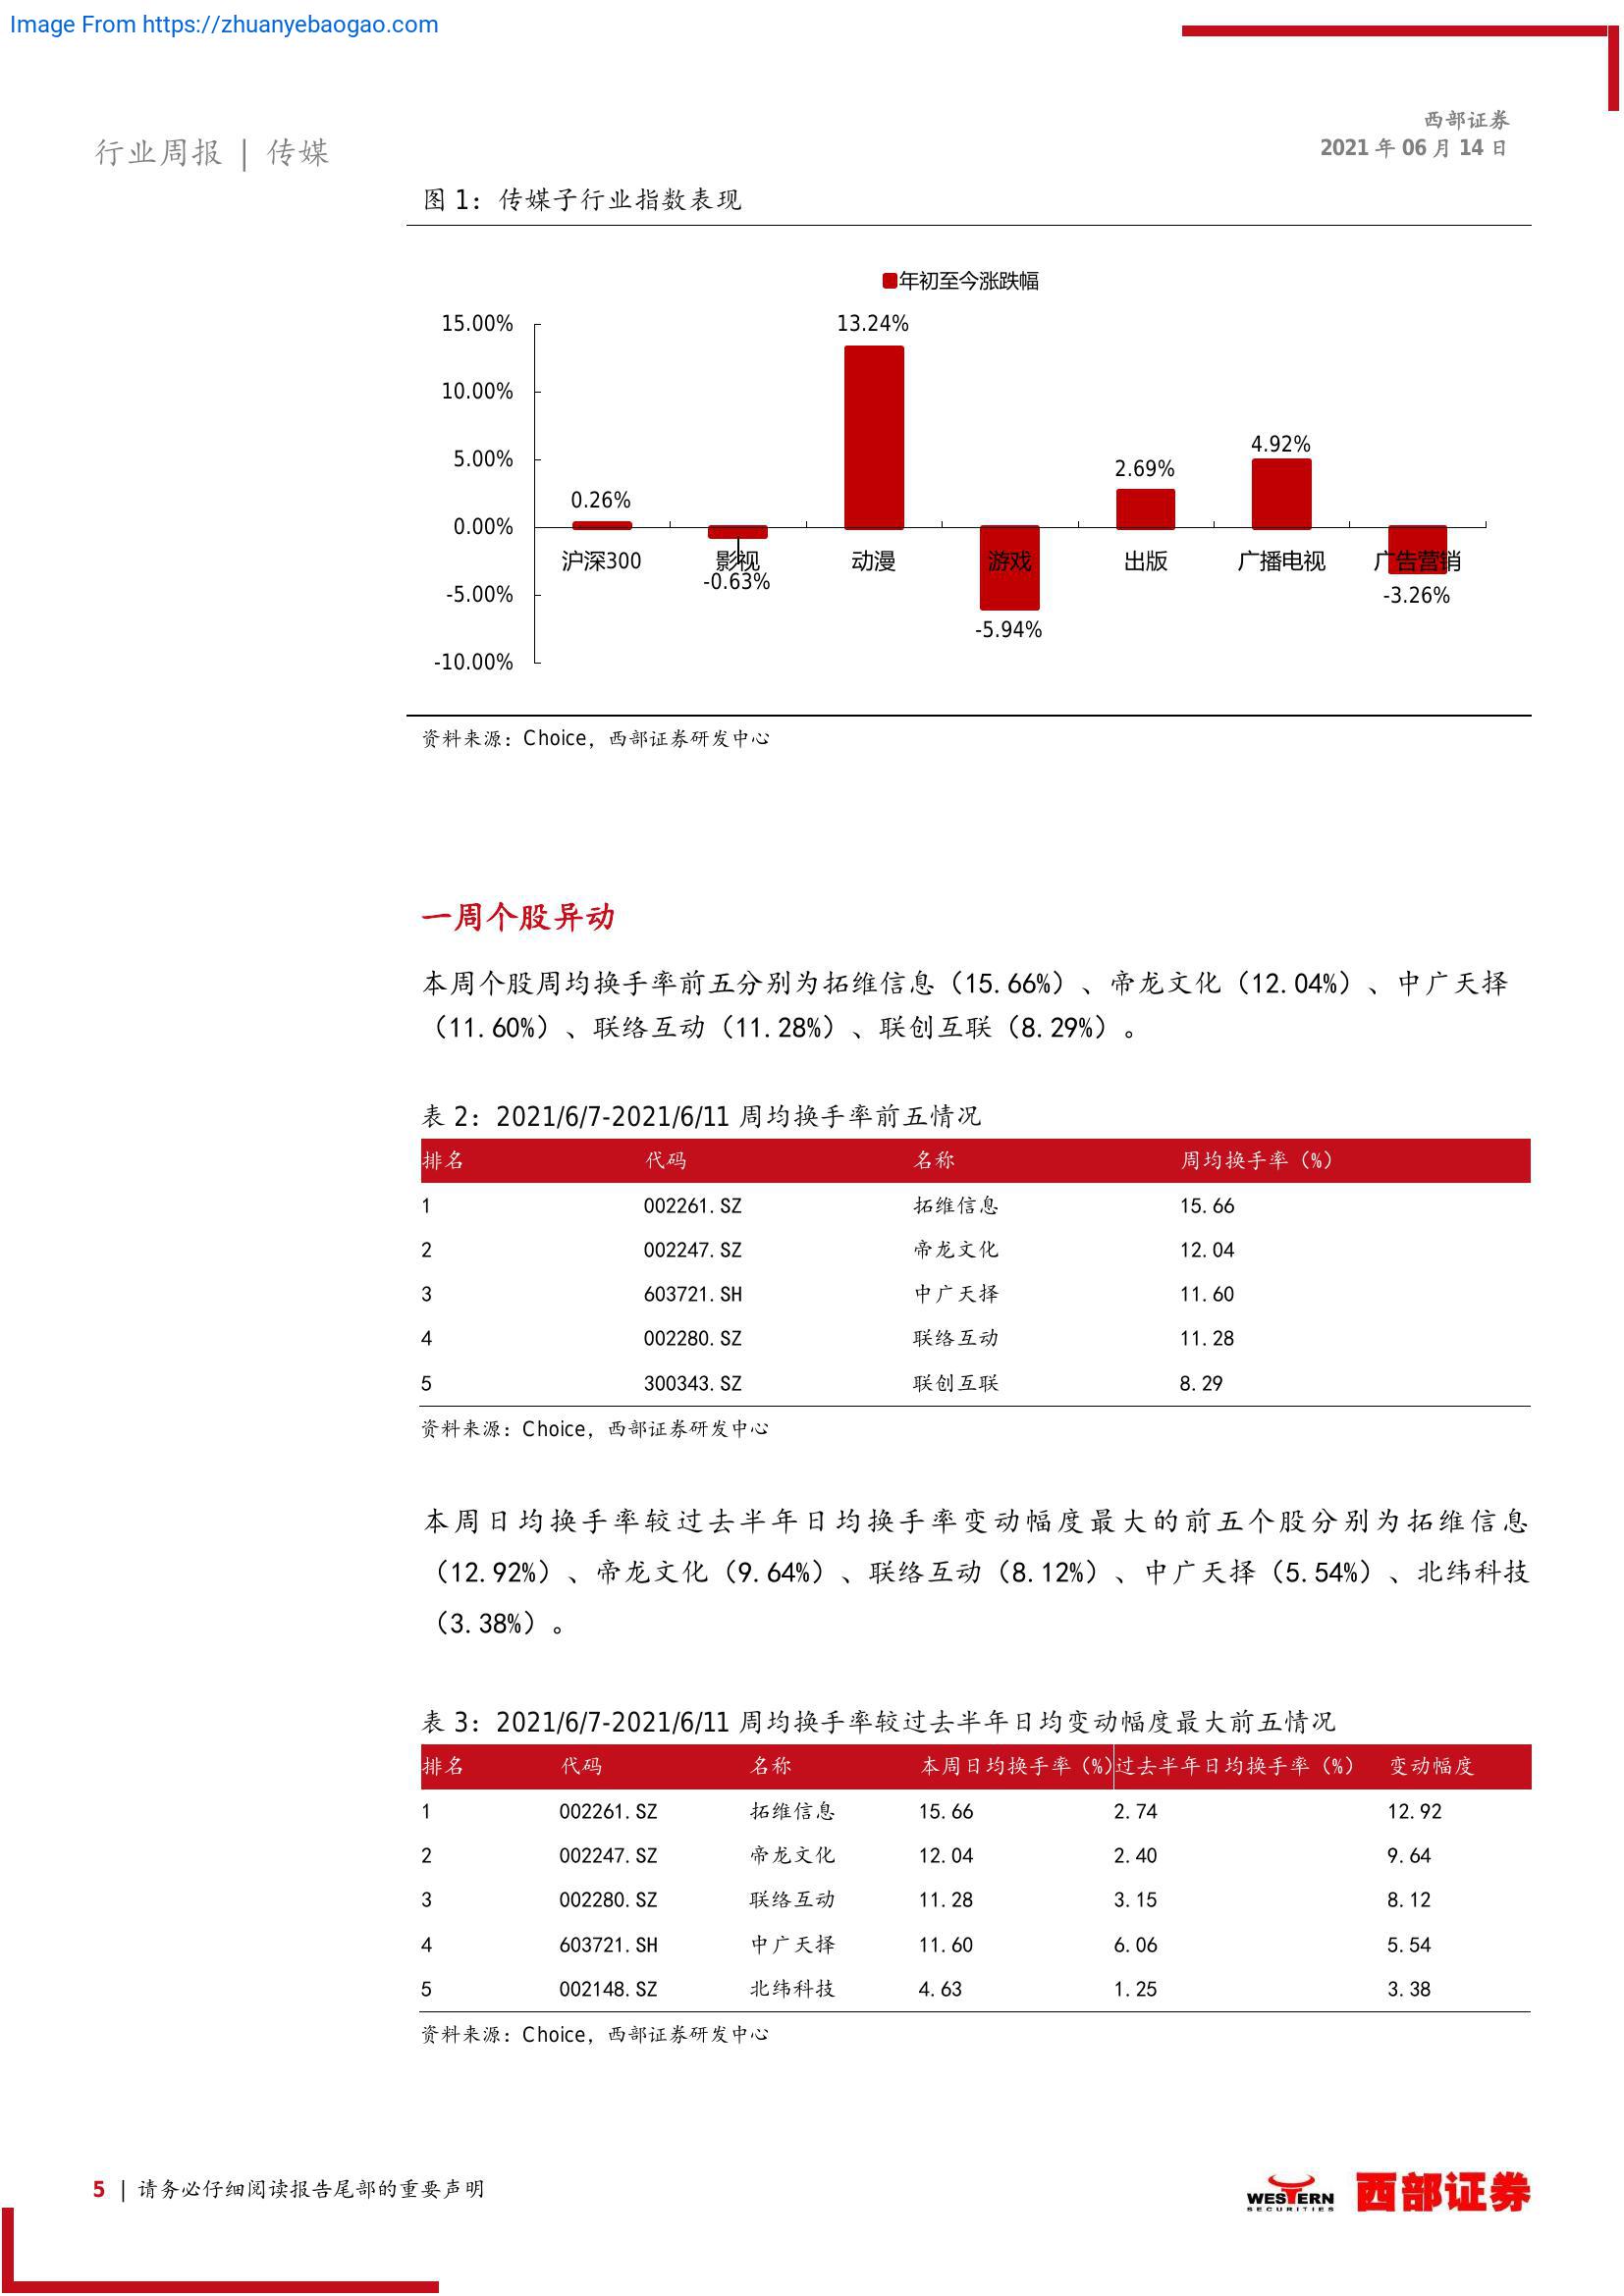 Image From https://zhuanyebaogao.com
西部证券
2021 年 06 月 14 日
行业周报 | 传媒
图 1：传媒子行业指数表现
年初至今涨跌幅
15.00%
10.00%
5.00%
0.00%
-5.00%
-10.00%
0.26%
-0.63%
13.24%
-5.94%
2.69%
4.92%
-3.26%
沪深300 影视 动漫 游戏 出版 广播电视 广告营销
资料来源：Choice，西部证券研发中心
一周个股异动
本周个股周均换手率前五分别为拓维信息（15.66%）、帝龙文化（12.04%）、中广天择
（11.60%）、联络互动（11.28%）、联创互联（8.29%）。
表 2：2021/6/7-2021/6/11 周均换手率前五情况
排名 代码 名称 周均换手率（%）
1 002261.SZ 拓维信息 15.66
2 002247.SZ 帝龙文化 12.04
3 603721.SH 中广天择 11.60
4 002280.SZ 联络互动 11.28
5 300343.SZ 联创互联 8.29
资料来源：Choice，西部证券研发中心
本周日均换手率较过去半年日均换手率变动幅度最大的前五个股分别为拓维信息
（12.92%）、帝龙文化（9.64%）、联络互动（8.12%）、中广天择（5.54%）、北纬科技
（3.38%）。
表 3：2021/6/7-2021/6/11 周均换手率较过去半年日均变动幅度最大前五情况
排名 代码 名称 本周日均换手率（%） 过去半年日均换手率（%） 变动幅度
1 002261.SZ 拓维信息 15.66 2.74 12.92
2 002247.SZ 帝龙文化 12.04 2.40 9.64
3 002280.SZ 联络互动 11.28 3.15 8.12
4 603721.SH 中广天择 11.60 6.06 5.54
5 002148.SZ 北纬科技 4.63 1.25 3.38
资料来源：Choice，西部证券研发中心
5 | 请务必仔细阅读报告尾部的重要声明
WESTERN
SECURITIES
西部证券